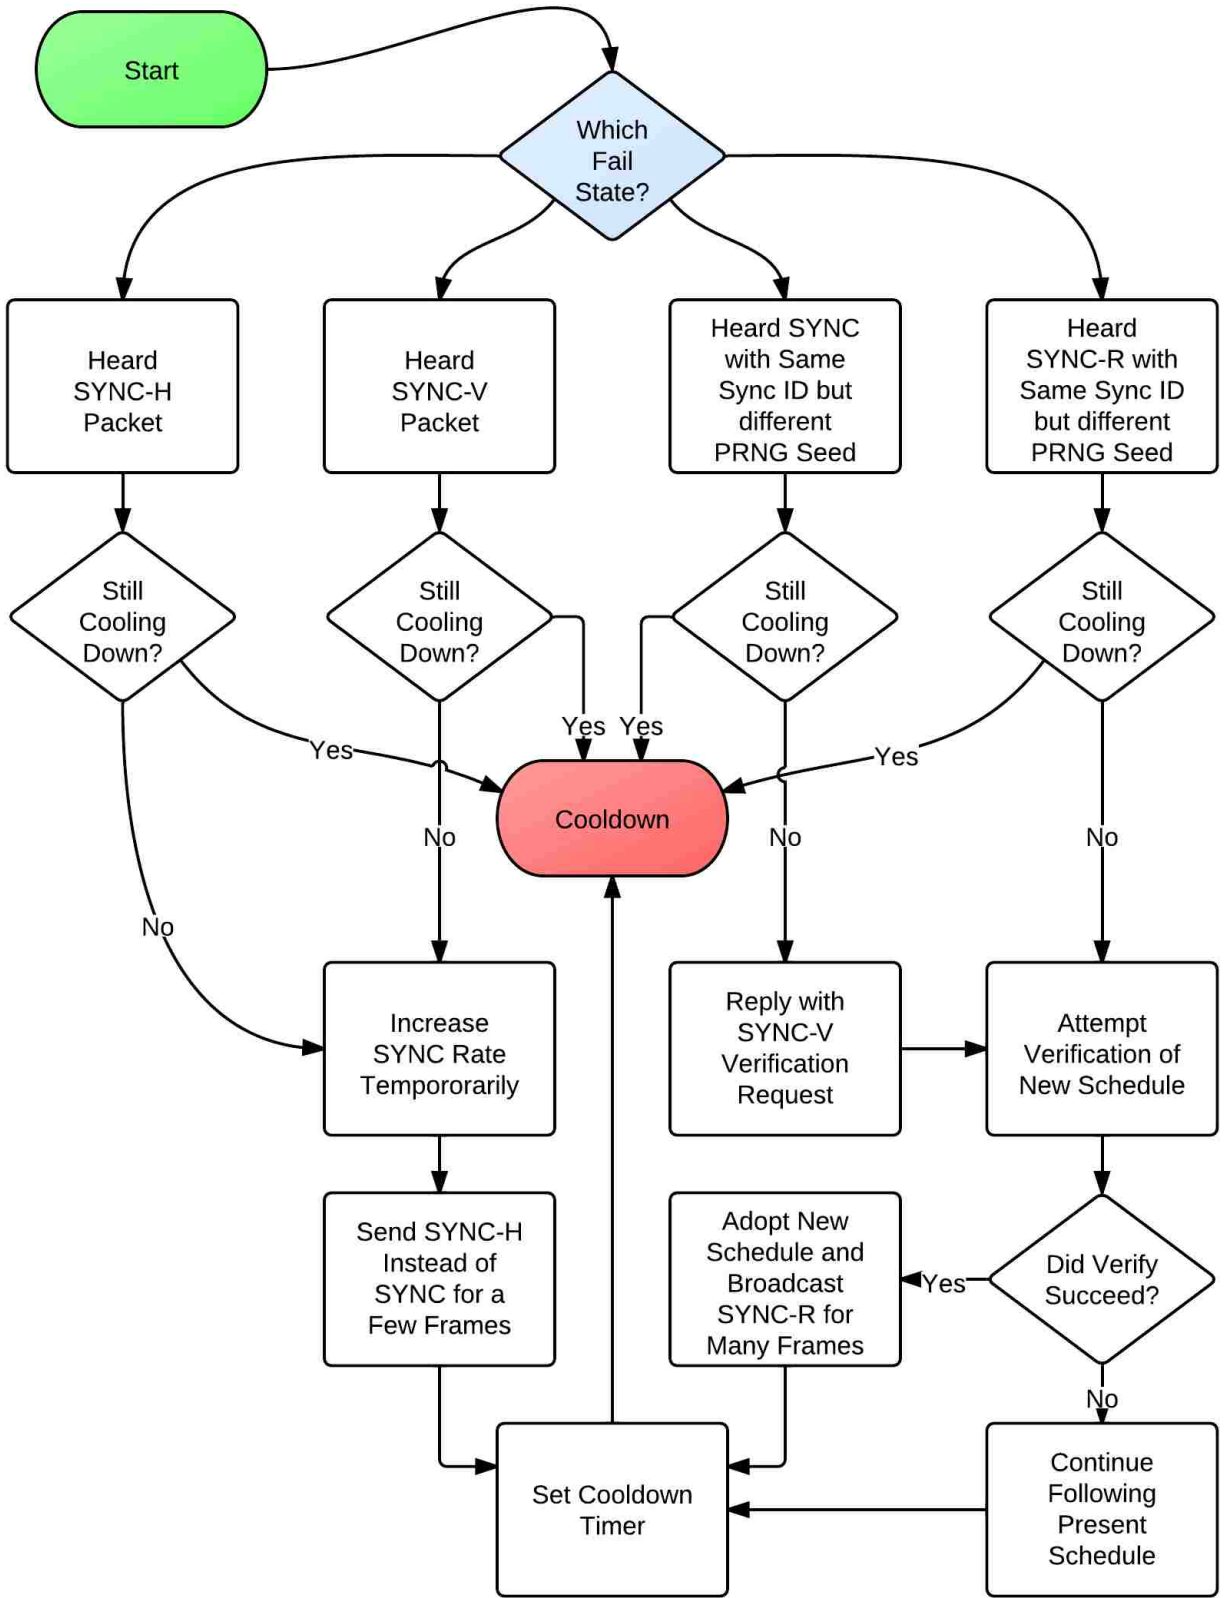 Start
Which
Fail
State?
Heard
SYNC-H
Packet
Heard
SYNC-V
Packet
Heard SYNC
with Same
Sync ID but
different
PRNG Seed
Heard
SYNC-R with
Same Sync ID
but different
PRNG Seed
Still
Cooling
Down?
Still
Cooling
Down?
Still
Cooling
Down?
Still
Cooling
Down?
Yes
Yes
Yes
Yes
Cooldown
No
No
No
No
Increase
SYNC Rate
Tempororarily
Reply with
SYNC-V
Verification
Request
Attempt
Verification of
New Schedule
Send SYNC-H
Instead of
SYNC for a
Few Frames
Adopt New
Schedule and
Broadcast
SYNC-R for
Many Frames
Yes
Did Verify
Succeed?
No
Set Cooldown
Timer
Continue
Following
Present
Schedule